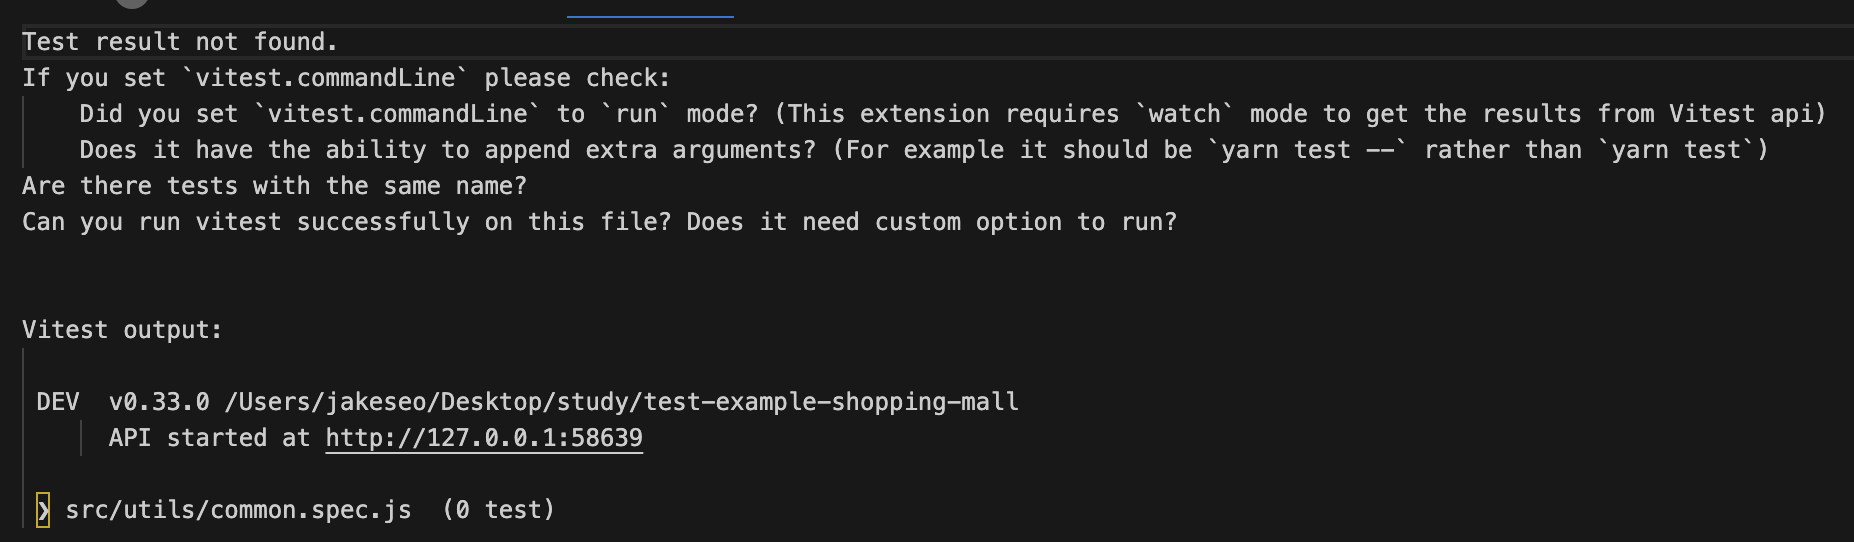 Test result not found.
If you set `vitest.commandLine` please check:
Did you set `vitest.commandLine` to `run` mode? (This extension requires `watch` mode to get the results from Vitest api)
Does it have the ability to append extra arguments? (For example it should be `yarn test --` rather than `yarn test`)
Are there tests with the same name?
Can you run vitest successfully on this file? Does it need custom option to run?
Vitest output:
DEV v0.33.0 /Users/jakeseo/Desktop/study/test-example-shopping-mall
API started at http://127.0.0.1:58639
❯ src/utils/common.spec.js (0 test)